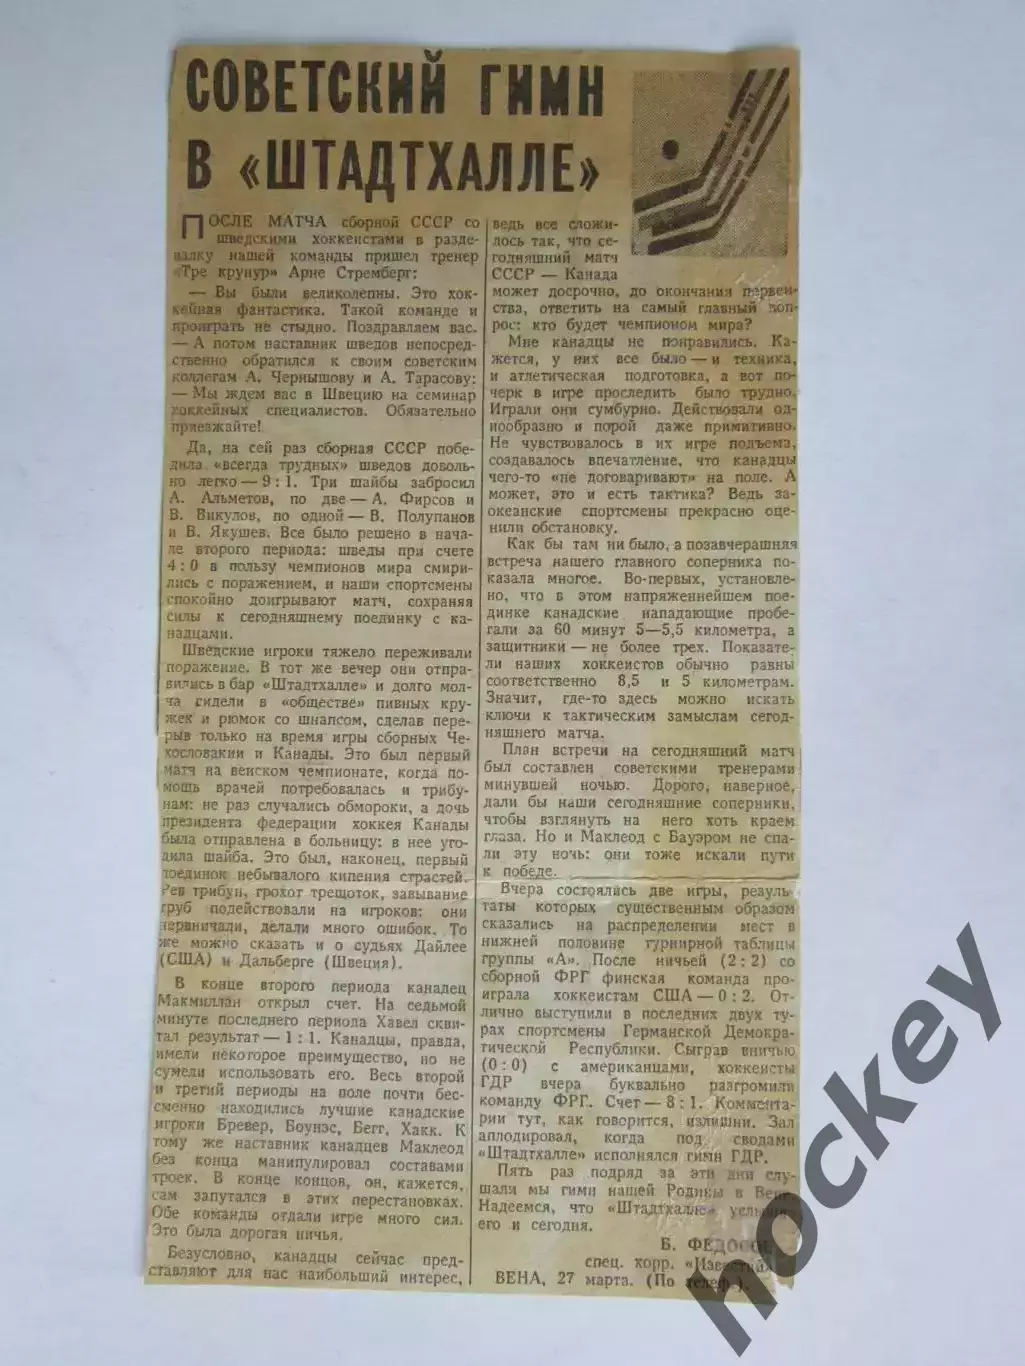 СОВЕТСКИЙ ГИМН
В «ШТАДТХАЛЛЕ»
ПОСЛЕ МАТЧА сборной СССР со
шведскими хоккеистами в разде-
валку нашей команды пришел тренер
«Тре крунур» Арне Стремберг:
— Вы были великолепны. Это хок-
кейная фантастика. Такой команде и
проиграть не стыдно. Поздравляем вас.
— А потом наставник шведов непосред-
ственно обратился к своим советским
коллегам А. Чернышову и А. Тарасову:
— Мы ждем вас в Швецию на семинар
хоккейных специалистов. Обязательно
приезжайте!
Да, на сей раз сборная СССР побе-
дила «всегда трудных» шведов доволь-
но легко — 9 : 1. Три шайбы забросил
А. Альметов, по две — А. Фирсов и
В. Викулов, по одной — В. Полупанов
и В. Якушев. Все было решено в нача-
ле второго периода: шведы при счете
4 : 0 в пользу чемпионов мира смири-
лись с поражением, и наши спортсмены
спокойно доигрывают матч, сохраняя
силы к сегодняшнему поединку с ка-
надцами.
Шведские игроки тяжело переживали
поражение. В тот же вечер они отпра-
вились в бар «Штадтхалле» и долго мол-
ча сидели в «обществе» пивных кру-
жек и рюмок со шнапсом, сделав пере-
рыв только на время игры сборных Че-
хословакии и Канады. Это был первый
матч на венском чемпионате, когда по-
мощь врачей потребовалась и трибу-
нам: не раз случались обмороки, а дочь
президента федерации хоккея Канады
была отправлена в больницу: в нее уго-
дила шайба. Это был, наконец, первый
поединок небывалого кипения страстей.
Рев трибун, грохот трещоток, завывание
труб подействовали на игроков: они
нервничали, делали много ошибок. То
же можно сказать и о судьях Дайлее
(США) и Дальберге (Швеция).
В конце второго периода канадец
Макмиллан открыл счет. На седьмой
минуте последнего периода Хавел сквит-
тал результат — 1 : 1. Канадцы, правда,
имели некоторое преимущество, но не
сумели использовать его. Весь второй
и третий периоды на поле почти бес-
сменно находились лучшие канадские
игроки Бревер, Боунэс, Бегг, Хакк. К
тому же наставник канадцев Маклеод
без конца манипулировал составами
троек. В конце концов, он, кажется,
сам запутался в этих перестановках.
Обе команды отдали игре много сил.
Это была дорогая ничья.
Безусловно, канадцы сейчас пред-
ставляют для нас наибольший интерес,
ведь все сложи-
лось так, что се-
годняшний матч
СССР — Канада
может досрочно, до окончания первен-
ства, ответить на самый главный воп-
рос: кто будет чемпионом мира?
Мне канадцы не понравились. Ка-
жется, у них все было — и техника,
и атлетическая подготовка, а вот по-
черк в игре проследить было трудно.
Играли они сумбурно. Действовали од-
нообразно и порой даже примитивно.
Не чувствовалось в их игре подъема,
создавалось впечатление, что канадцы
чего-то «не договаривают» на поле. А
может, это и есть тактика? Ведь за-
океанские спортсмены прекрасно оце-
нили обстановку.
Как бы там ни было, а позавчерашняя
встреча нашего главного соперника по-
казала многое. Во-первых, установле-
но, что в этом напряженнейшем пое-
динке канадские нападающие пробе-
гали за 60 минут 5—5,5 километра, а
защитники — не более трех. Показате-
ли наших хоккеистов обычно равны
соответственно 8,5 и 5 километрам.
Значит, где-то здесь можно искать
ключи к тактическим замыслам сегод-
няшнего матча.
План встречи на сегодняшний матч
был составлен советскими тренерами
минувшей ночью. Дорого, наверное,
дали бы наши сегодняшние соперники,
чтобы взглянуть на него хоть краем
глаза. Но и Маклеод с Бауэром не спа-
ли эту ночь: они тоже искали пути
к победе.
Вчера состоялись две игры, резуль-
таты которых существенным образом
сказались на распределении мест в
нижней половине турнирной таблицы
группы «А». После ничьей (2 : 2) со
сборной ФРГ финская команда про-
играла хоккеистам США — 0 : 2. От-
лично выступили в последних двух ту-
рах спортсмены Германской Демокра-
тической Республики. Сыграв вничью
(0 : 0) с американцами, хоккеисты
ГДР вчера буквально разгромили
команду ФРГ. Счет — 8 : 1. Коммента-
рии тут, как говорится, излишни. Зал
аплодировал, когда под сводами
«Штадтхалле» исполнялся гимн ГДР.
Пять раз подряд за эти дни слу-
шали мы гимн нашей Родины в Вене.
Надеемся, что «Штадтхалле» услышит
его и сегодня.
Б. ФЕДОСОВ,
спец. корр. «Известий».
ВЕНА, 27 марта. (По телеф.).
hockey